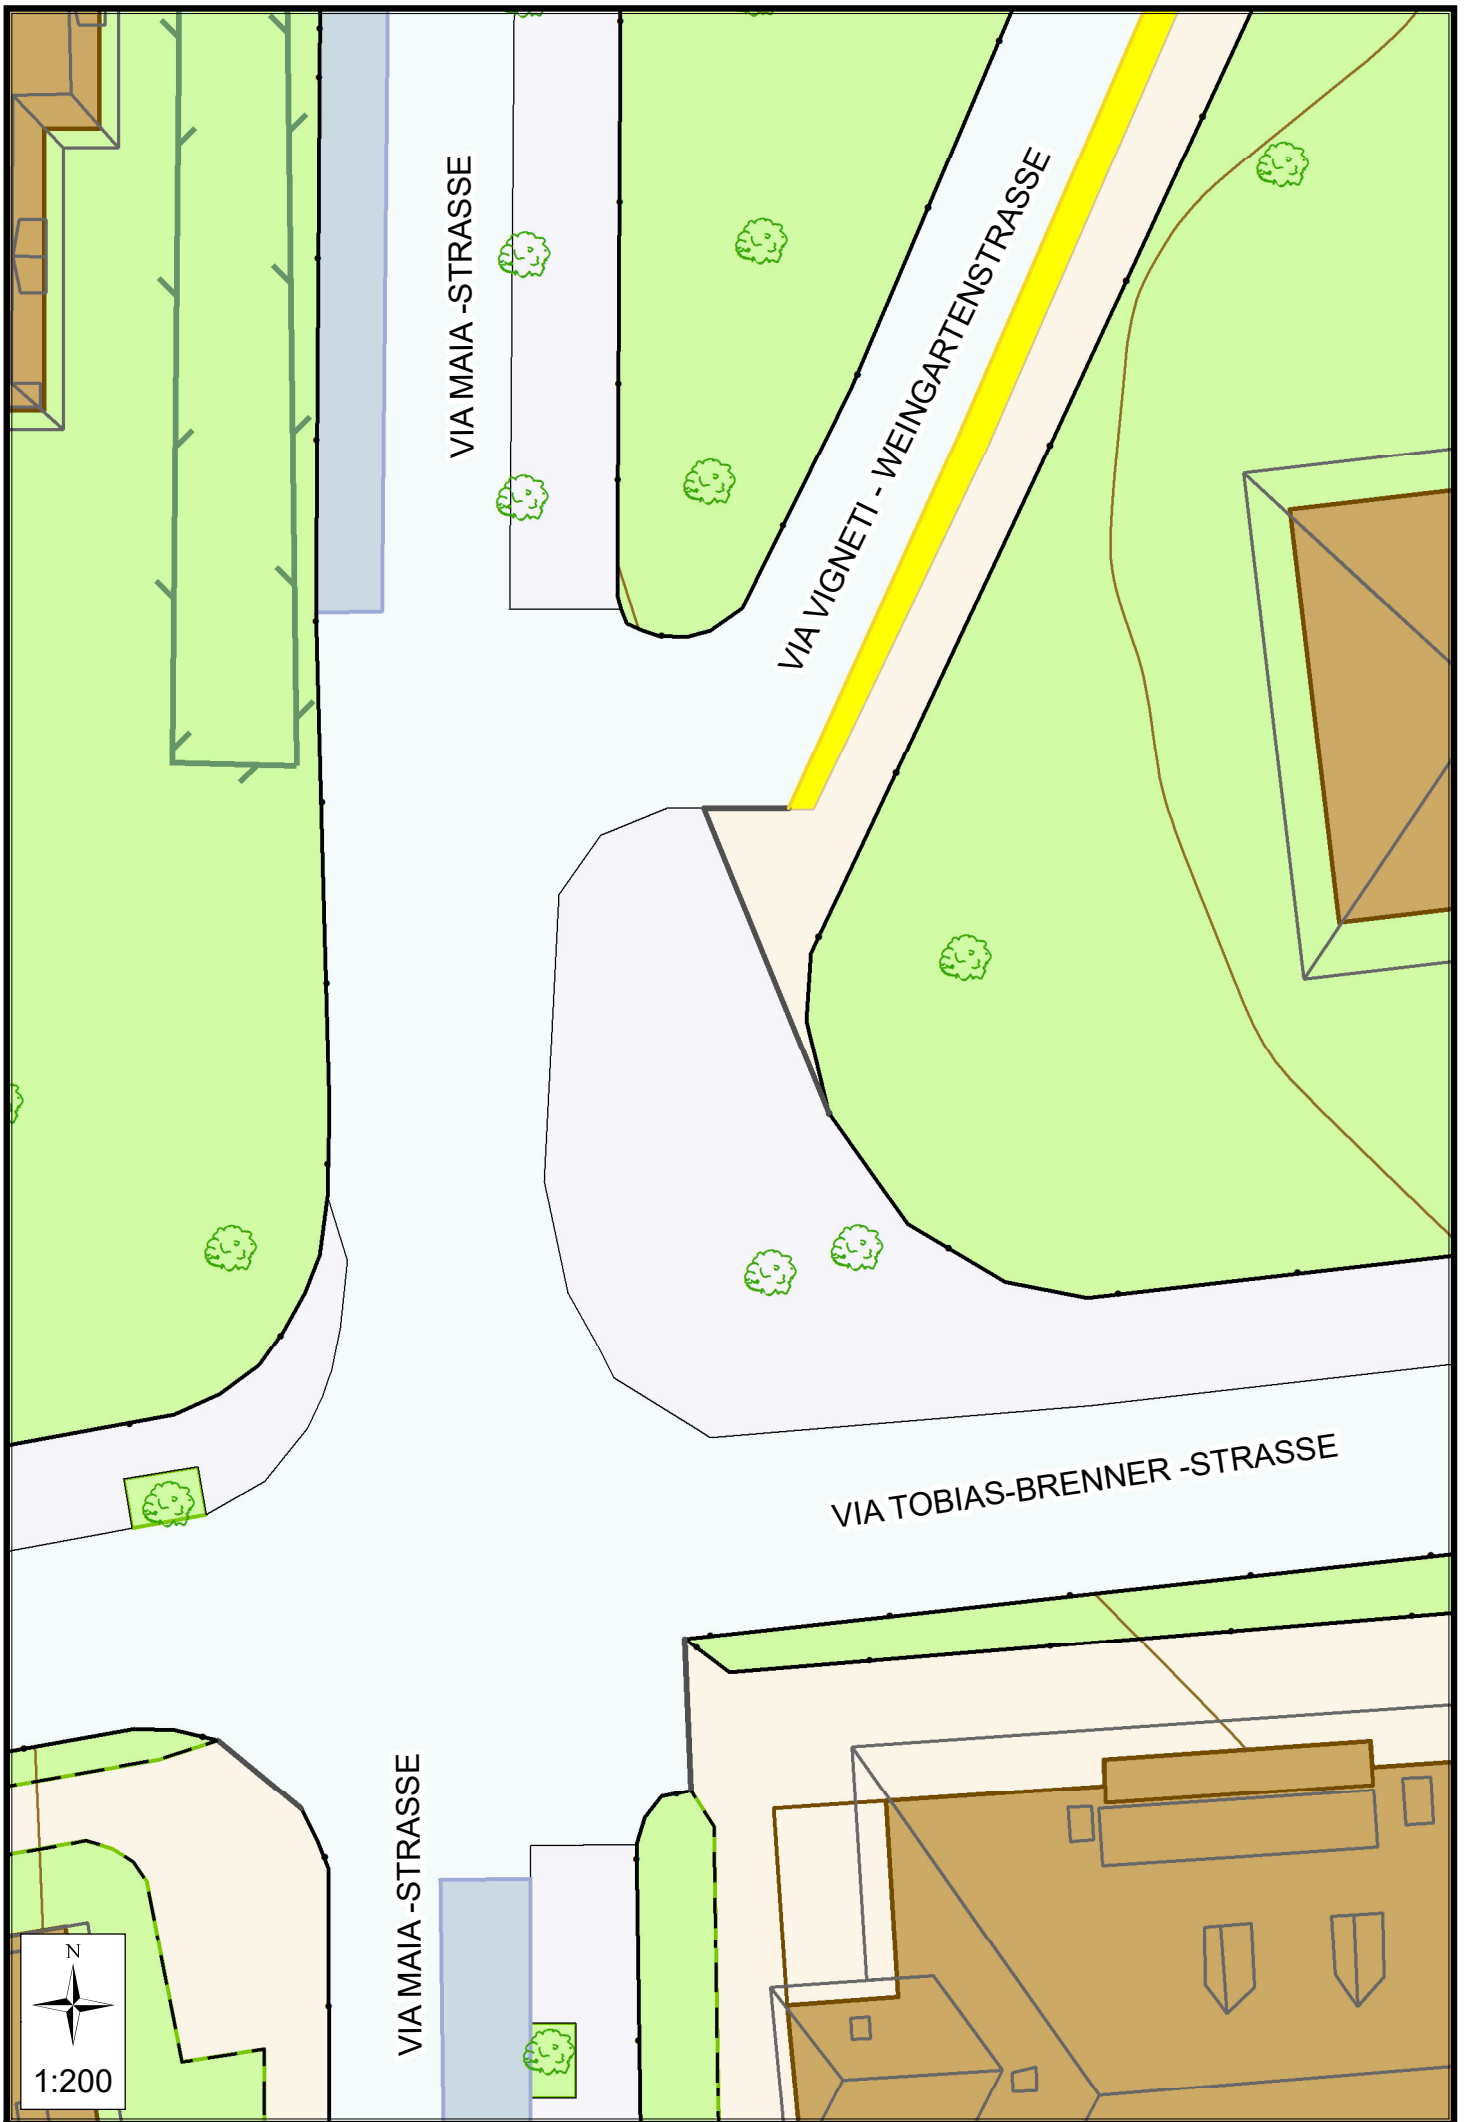 VIA MAIA -STRASSE
VIA VIGNETI - WEINGARTENSTRASSE
VIA TOBIAS-BRENNER -STRASSE
VIA MAIA -STRASSE
N
1:200